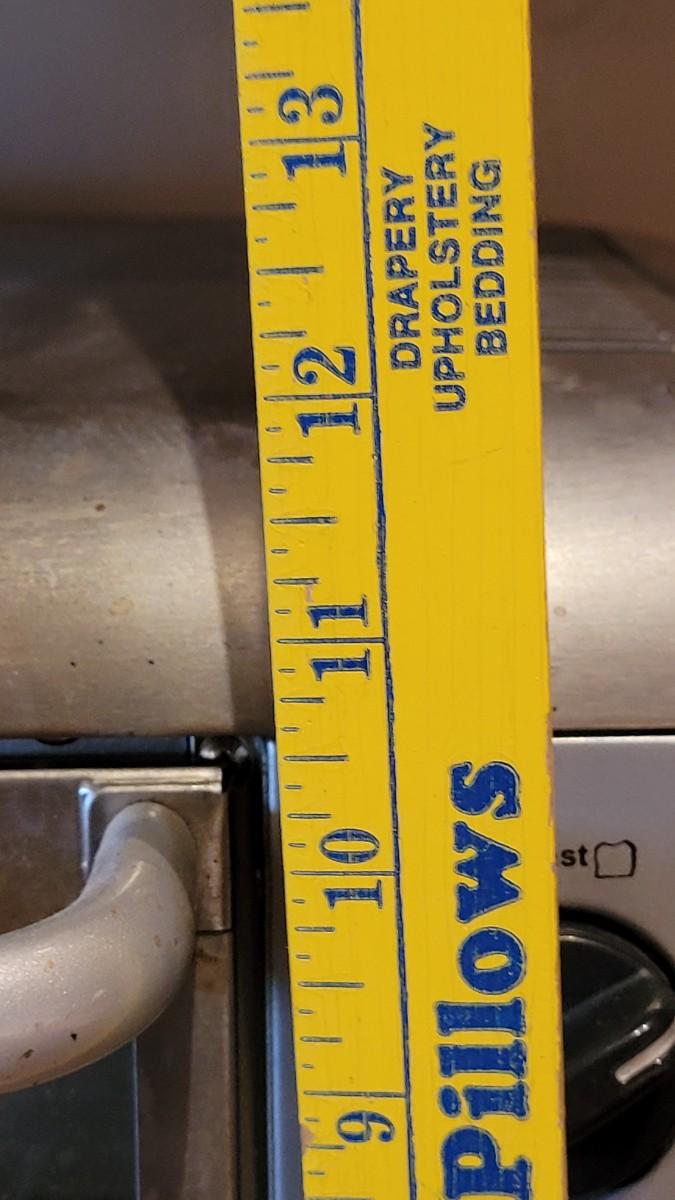 13
12
11
10
9
DRAPERY
UPHOLSTERY
BEDDING
Pillows
st